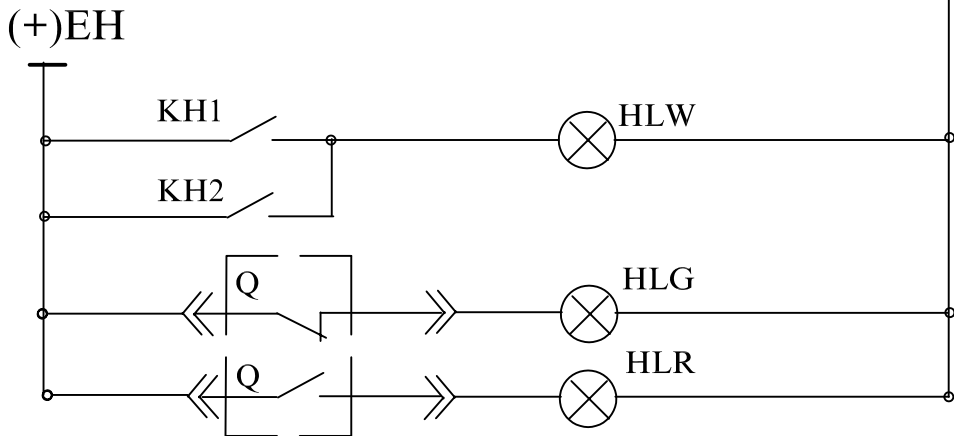 (+)EH
KH1
HLW
KH2
Q
HLG
Q
HLR